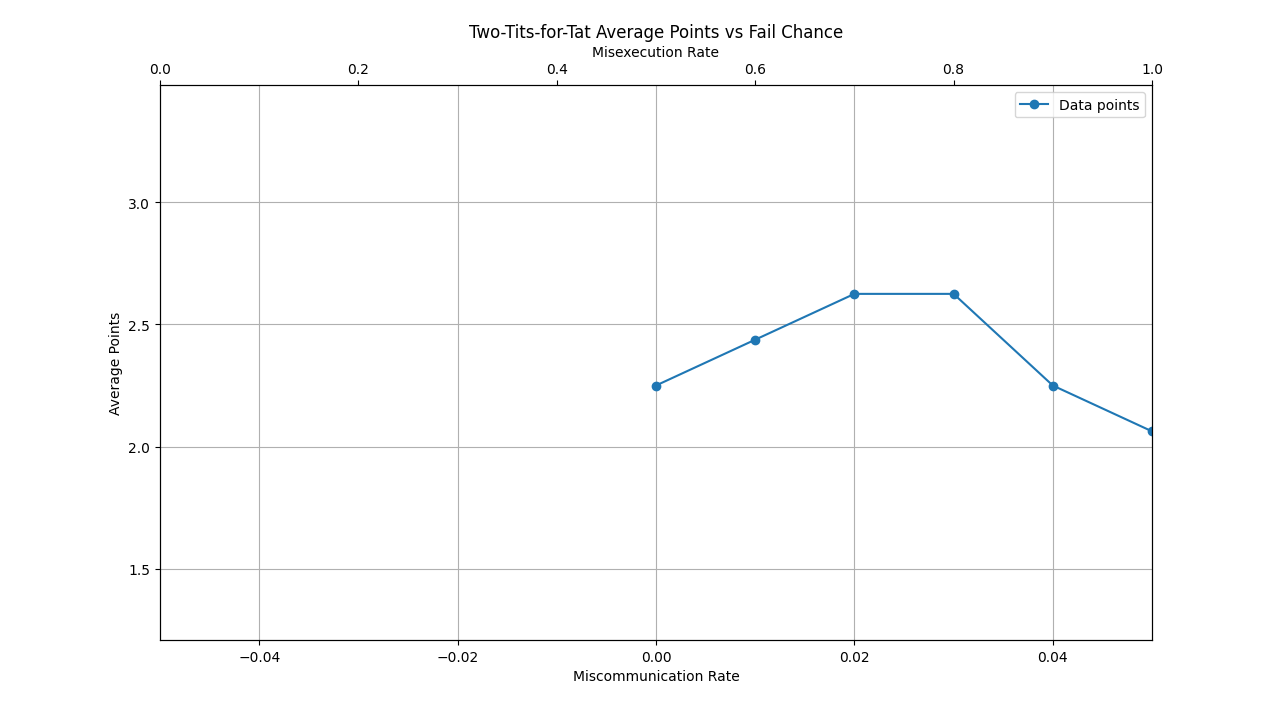 Two-Tits-for-Tat Average Points vs Fail Chance
Misexecution Rate
0.0 0.2 0.4 0.6 0.8 1.0
Data points
3.0
2.5
2.0
1.5
Average Points
−0.04 −0.02 0.00 0.02 0.04
Miscommunication Rate